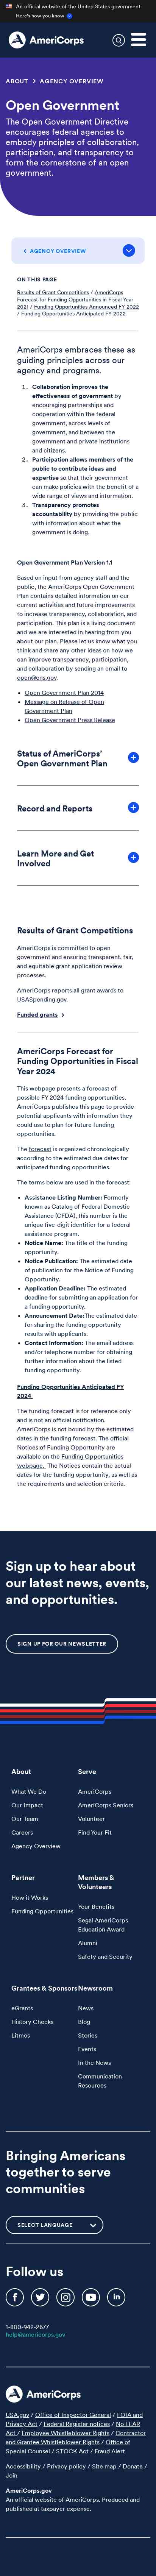 An official website of the United States government
Here's how you know
AmeriCorps
ABOUT > AGENCY OVERVIEW
Open Government
The Open Government Directive
encourages federal agencies to
embody principles of openness,
participation, and transparency to
form the cornerstone of an open
government.
AGENCY OVERVIEW
ON THIS PAGE
Results of Grant Competitions / AmeriCorps
Forecast for Funding Opportunities in Fiscal Year
2021 / Funding Opportunities Announced FY 2022
/ Funding Opportunities Anticipated FY 2022
AmeriCorps embraces these as
guiding principles across our
agency and programs.
1. Collaboration improves the
effectiveness of government by
encouraging partnerships and
cooperation within the federal
government, across levels of
government, and between the
government and private institutions
and citizens.
2. Participation allows members of the
public to contribute ideas and
expertise so that their government
can make policies with the benefit of a
widely informed and information.
3. Transparency promotes
accountability by providing the public
with information about what the
government is doing.
Open Government Plan Version 1.1
Based on input from agency staff and the
public, the AmeriCorps Open Government
Plan contains detailed information of our
current activities and future improvements
that will increase transparency,
participation, and collaboration. This is a
living document that we continue to update
and we are interested in hearing from you
about our plan. Please let us know what you
think and any other ideas you have on how
we can improve transparency, participation,
and collaboration by sending an email to
open@cns.gov.
• Open Government Plan 2014
• Message on Release of Open
Government Plan
• Open Government Press Release
Status of AmeriCorps'
Open Government Plan
Record and Reports
Learn More and Get
Involved
Results of Grant Competitions
AmeriCorps is committed to open
government and ensuring transparent, fair,
and equitable grant application review
processes.
AmeriCorps reports all grant awards to
USASpending.gov.
Funded grants >
AmeriCorps Forecast for
Funding Opportunities in Fiscal
Year 2024
This webpage presents a forecast of
possible FY 2024 funding opportunities.
AmeriCorps publishes this page to provide
potential applicants with information they
will need to use to plan for future funding
opportunities.
The forecast is organized chronologically
according to the estimated due dates for
anticipated funding opportunities.
The terms below are used in the forecast:
• Assistance Listing Number: Formerly
known as Catalog of Federal Domestic
Assistance (CFDA), this number is a
unique five-digit identifier for a federal
assistance program.
• Notice Name: The title of the funding
opportunity.
• Notice Publication: The estimated date
of publication for the Notice of Funding
Opportunity.
• Application Deadline: The estimated
deadline to submit an application for the
funding opportunity.
• Announcement Date:The estimated date
for sharing the funding opportunity
results with applicants.
• Contact Information: The email address
and/or telephone number for obtaining
further information about the listed
funding opportunity.
Funding Opportunities Anticipated FY
2024
The funding forecast is for reference only
and is not an official notification.
AmeriCorps is not bound by the estimated
dates of the funding forecast. The official
Notices of Funding Opportunity are
available on the Funding Opportunities
webpage. The Notices contain the actual
dates for the funding opportunity, as well as
the requirements and selection criteria.
Sign up to hear about
our latest news, events,
and opportunities.
SIGN UP FOR OUR NEWSLETTER
About
What We Do
Our Impact
Our Team
Careers
Agency Overview
Serve
AmeriCorps
AmeriCorps Seniors
Volunteer
Find Your Fit
Partner
How it Works
Funding Opportunities
Members &
Volunteers
Your Benefits
Segal AmeriCorps
Education Award
Alumni
Safety and Security
Grantees & Sponsors
eGrants
History Checks
Litmos
Newsroom
News
Blog
Stories
Events
In the News
Communication
Resources
Bringing Americans
together to serve
communities
SELECT LANGUAGE
Follow us
1-800-942-2677
help@americorps.gov
AmeriCorps
USA.gov / Office of Inspector General / FOIA and
Privacy Act / Federal Register notices / No FEAR
Act / Employee Whistleblower Rights / Contractor
and Grantee Whistleblower Rights / Office of
Special Counsel / STOCK Act / Fraud Alert
Accessibility / Privacy policy / Site map / Donate /
Join
AmeriCorps.gov
An official website of AmeriCorps. Produced and
published at taxpayer expense.